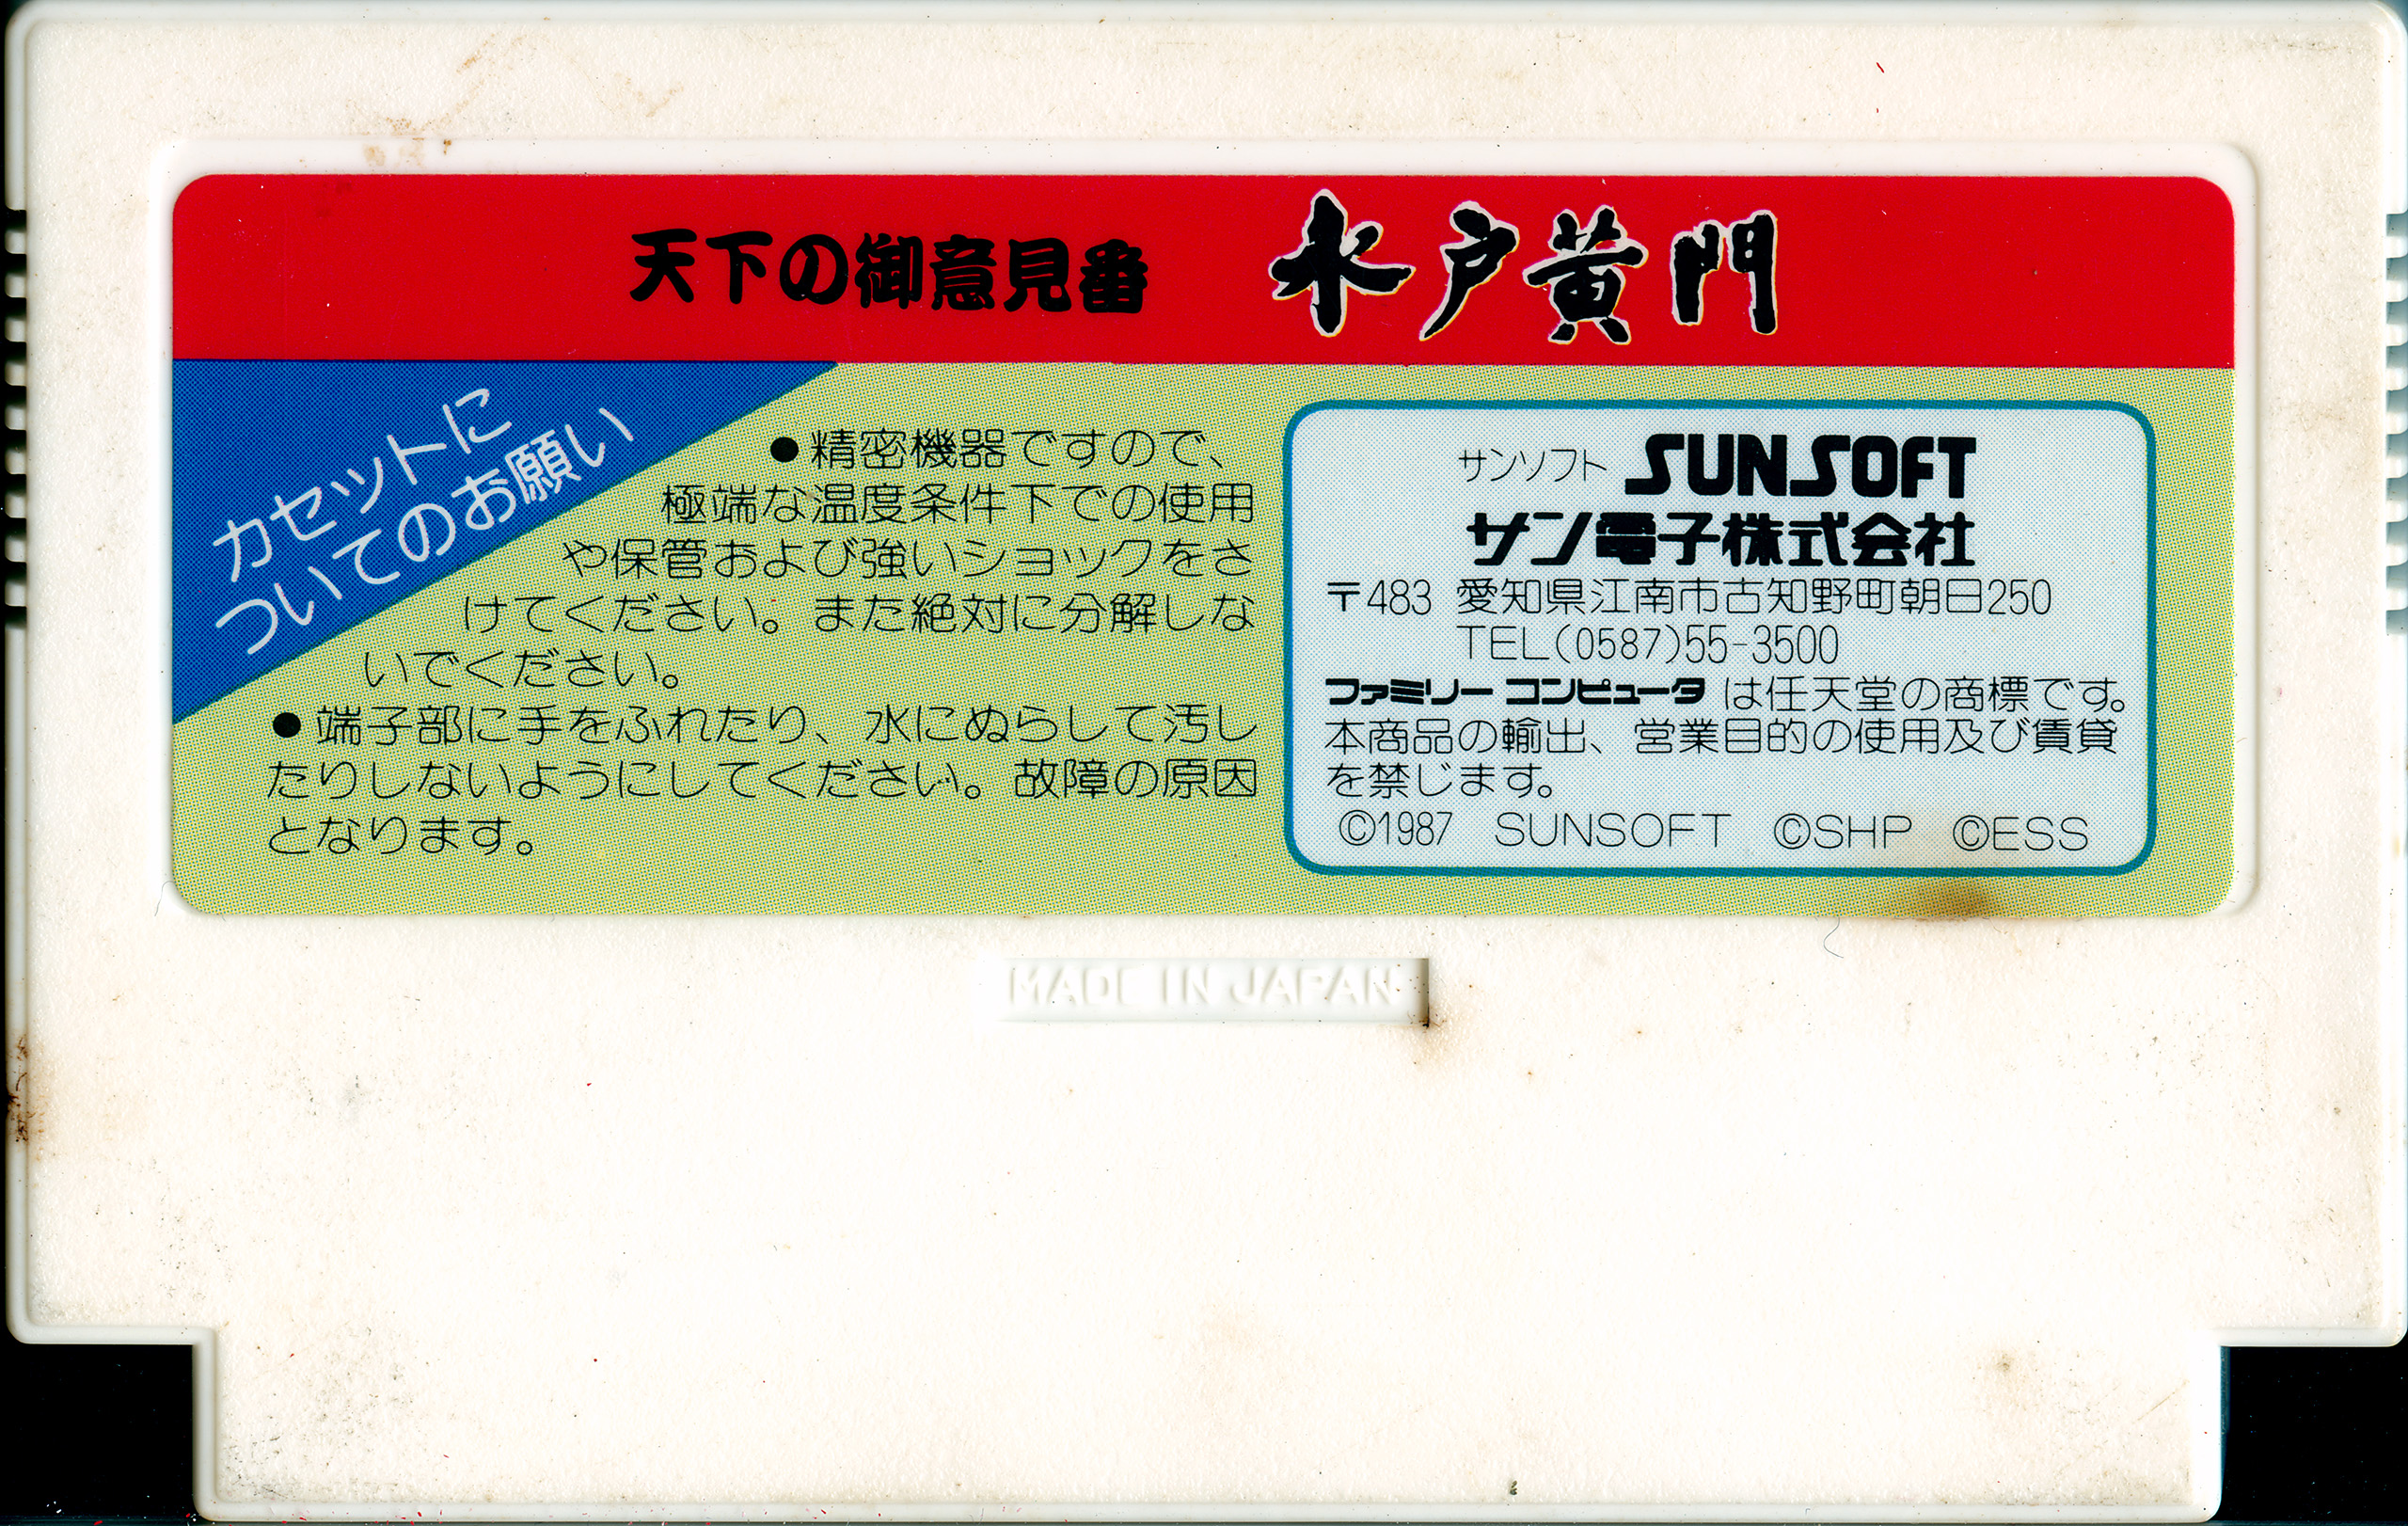 天下の御意見番 水戸黄門
カセットに
ついてのお願い
●精密機器ですので、
極端な温度条件下での使用
や保管および強いショックをさ
けてください。また絶対に分解しな
いでください。
●端子部に手をふれたり、水にぬらして汚し
たりしないようにしてください。故障の原因
となります。
サンソフト SUNSOFT
サン電子株式会社
〒483 愛知県江南市古知野町朝日250
TEL(0587)55-3500
ファミリーコンピュータ は任天堂の商標です。
本商品の輸出、営業目的の使用及び賃貸
を禁じます。
©1987 SUNSOFT ©SHP ©ESS
MADE IN JAPAN